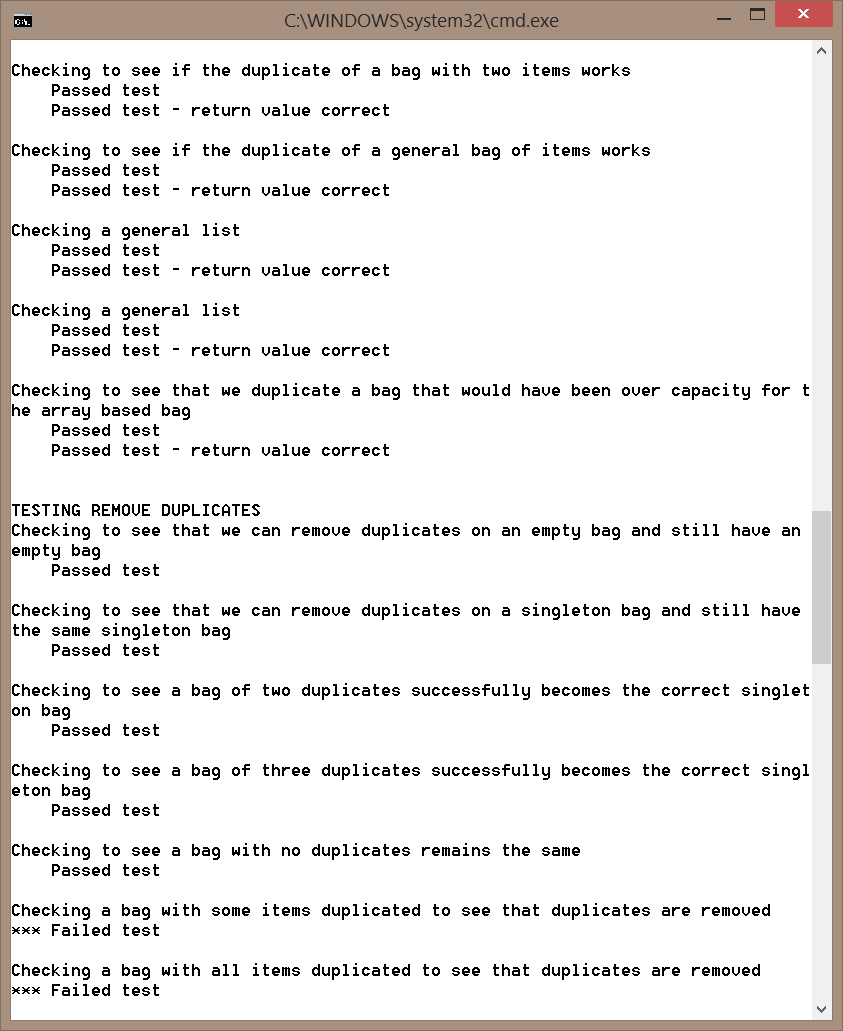 C:\WINDOWS\system32\cmd.exe
Checking to see if the duplicate of a bag with two items works
Passed test
Passed test - return value correct
Checking to see if the duplicate of a general bag of items works
Passed test
Passed test - return value correct
Checking a general list
Passed test
Passed test - return value correct
Checking a general list
Passed test
Passed test - return value correct
Checking to see that we duplicate a bag that would have been over capacity for t
he array based bag
Passed test
Passed test - return value correct
TESTING REMOVE DUPLICATES
Checking to see that we can remove duplicates on an empty bag and still have an
empty bag
Passed test
Checking to see that we can remove duplicates on a singleton bag and still have
the same singleton bag
Passed test
Checking to see a bag of two duplicates successfully becomes the correct singlet
on bag
Passed test
Checking to see a bag of three duplicates successfully becomes the correct singl
eton bag
Passed test
Checking to see a bag with no duplicates remains the same
Passed test
Checking a bag with some items duplicated to see that duplicates are removed
*** Failed test
Checking a bag with all items duplicated to see that duplicates are removed
*** Failed test